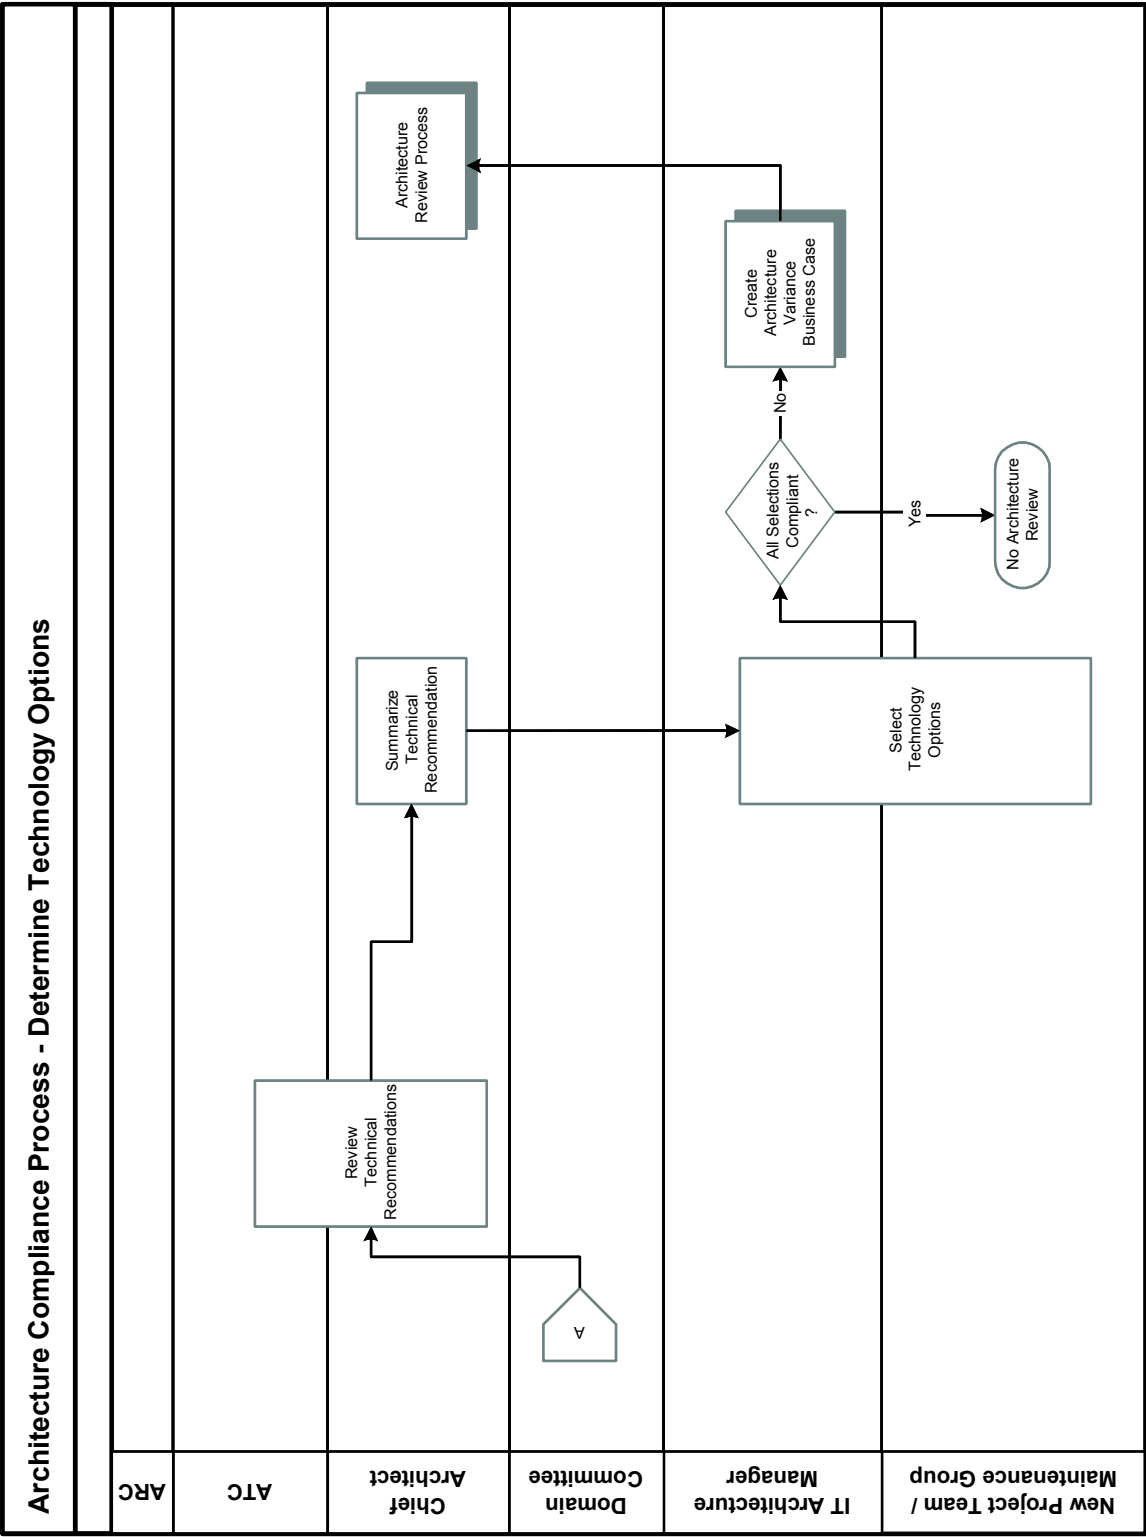 Architecture Compliance Process - Determine Technology Options
ARC
ATC
Chief
Architect
Domain
Committee
IT Architecture
Manager
New Project Team /
Maintenance Group
A
Review
Technical
Recommendations
Summarize
Technical
Recommendation
Select
Technology
Options
All Selections
Compliant
?
No
Yes
No Architecture
Review
Create
Architecture
Variance
Business Case
Architecture
Review Process